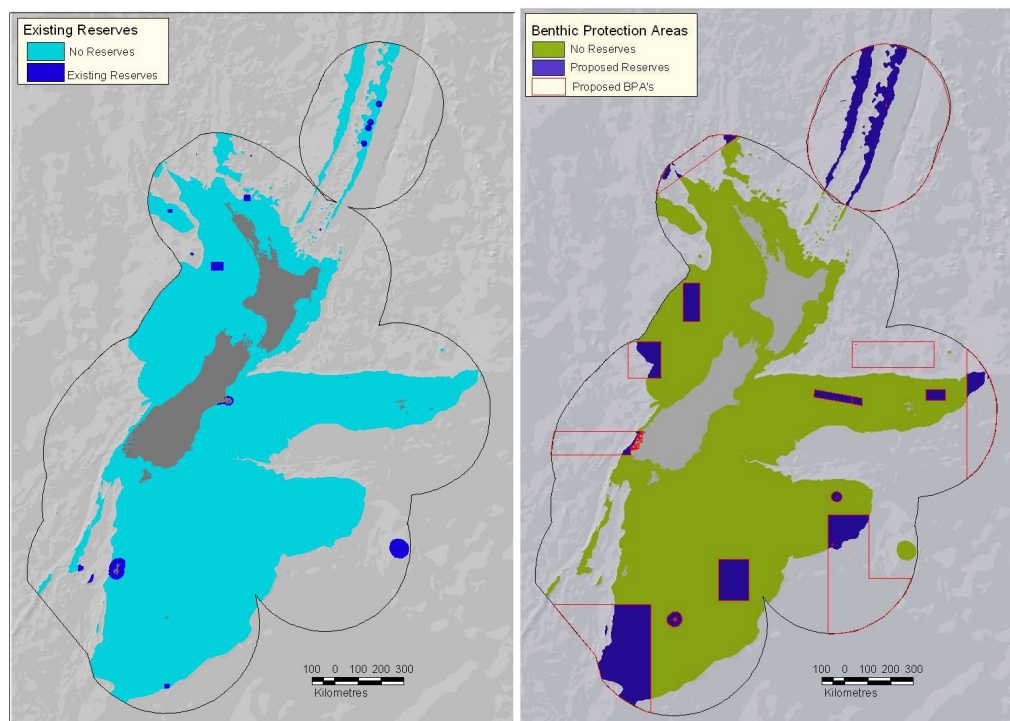 Existing Reserves
No Reserves
Existing Reserves
100 0 100 200 300
Kilometres
Benthic Protection Areas
No Reserves
Proposed Reserves
Proposed BPA's
100 0 100 200 300
Kilometres